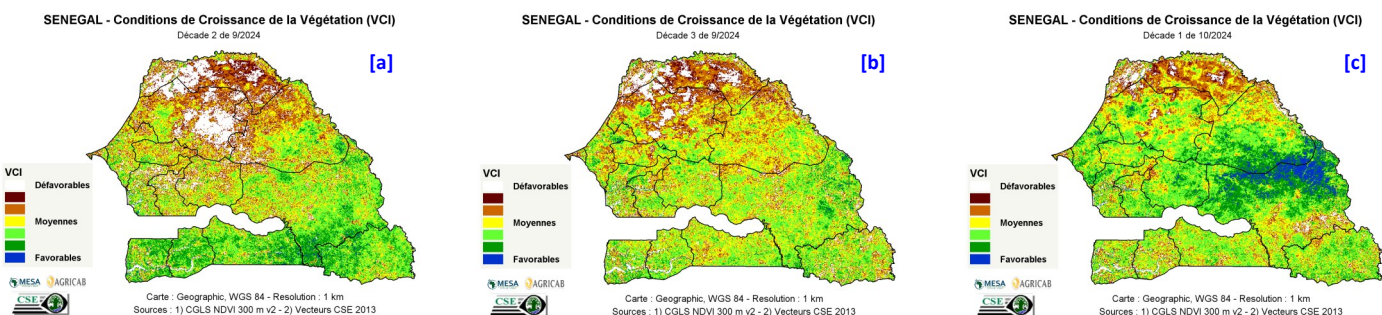 SENEGAL - Conditions de Croissance de la Végétation (VCI)
Décade 2 de 9/2024
[a]
VCI
Défavorables
Moyennes
Favorables
MESA AGRICAB
CSE
Carte : Geographic, WGS 84 - Resolution : 1 km
Sources : 1) CGLS NDVI 300 m v2 - 2) Vecteurs CSE 2013
SENEGAL - Conditions de Croissance de la Végétation (VCI)
Décade 3 de 9/2024
[b]
VCI
Défavorables
Moyennes
Favorables
MESA AGRICAB
CSE
Carte : Geographic, WGS 84 - Resolution : 1 km
Sources : 1) CGLS NDVI 300 m v2 - 2) Vecteurs CSE 2013
SENEGAL - Conditions de Croissance de la Végétation (VCI)
Décade 1 de 10/2024
[c]
VCI
Défavorables
Moyennes
Favorables
MESA AGRICAB
CSE
Carte : Geographic, WGS 84 - Resolution : 1 km
Sources : 1) CGLS NDVI 300 m v2 - 2) Vecteurs CSE 2013